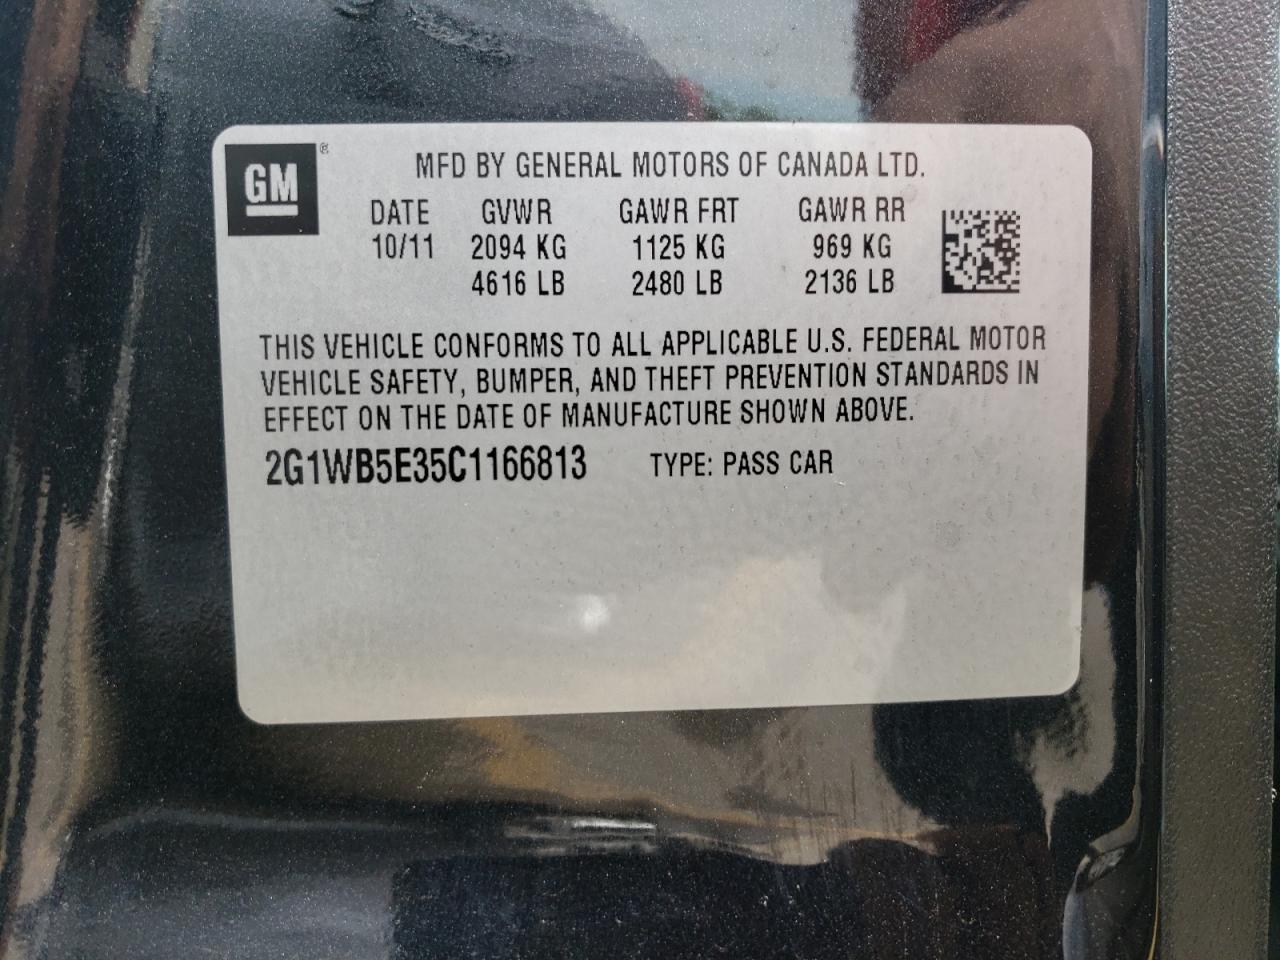 GM®
MFD BY GENERAL MOTORS OF CANADA LTD.
DATE GVWR GAWR FRT GAWR RR
10/11 2094 KG 1125 KG 969 KG
4616 LB 2480 LB 2136 LB
THIS VEHICLE CONFORMS TO ALL APPLICABLE U.S. FEDERAL MOTOR
VEHICLE SAFETY, BUMPER, AND THEFT PREVENTION STANDARDS IN
EFFECT ON THE DATE OF MANUFACTURE SHOWN ABOVE.
2G1WB5E35C1166813 TYPE: PASS CAR